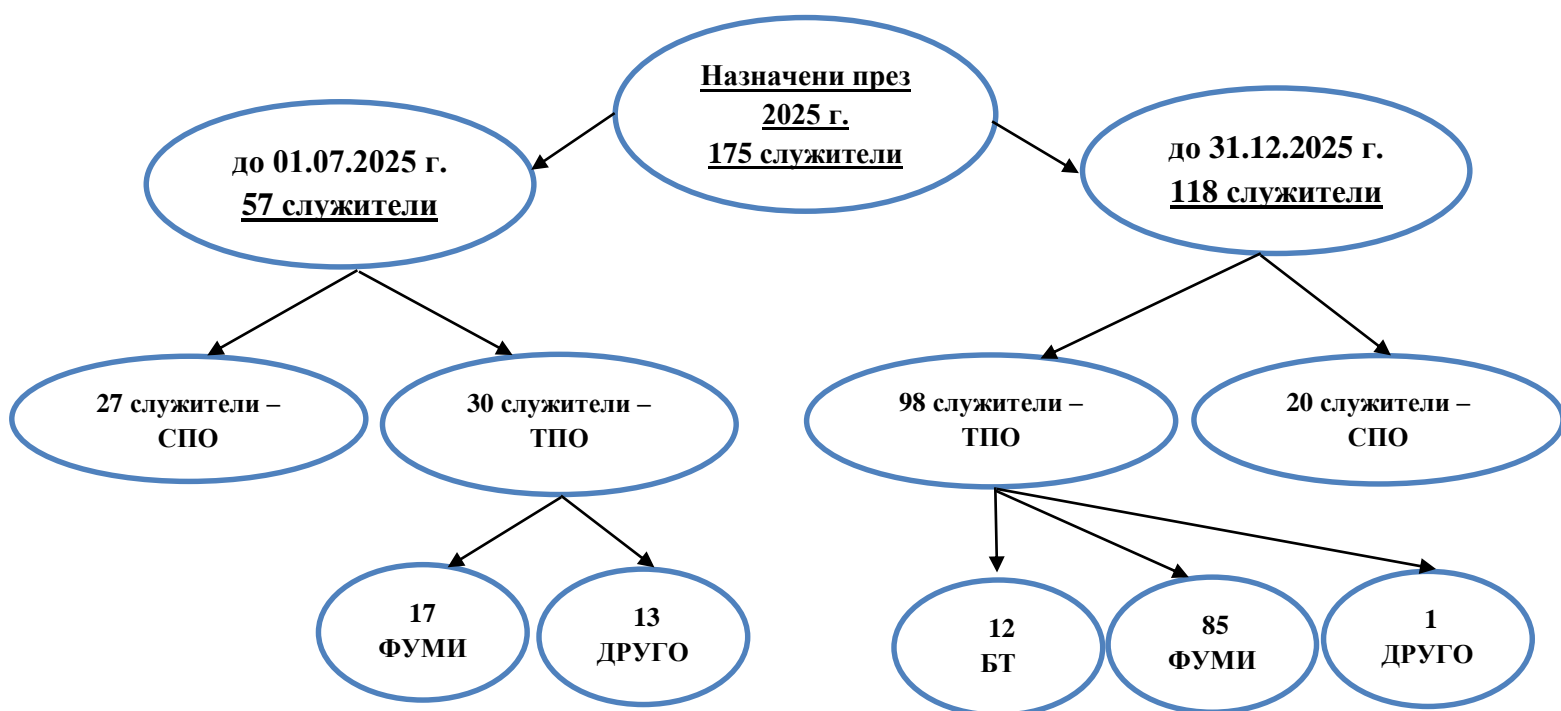 Назначени през
2025 г.
175 служители
до 01.07.2025 г.
57 служители
до 31.12.2025 г.
118 служители
27 служители –
СПО
30 служители –
ТПО
98 служители –
ТПО
20 служители –
СПО
17
ФУМИ
13
ДРУГО
12
БТ
85
ФУМИ
1
ДРУГО